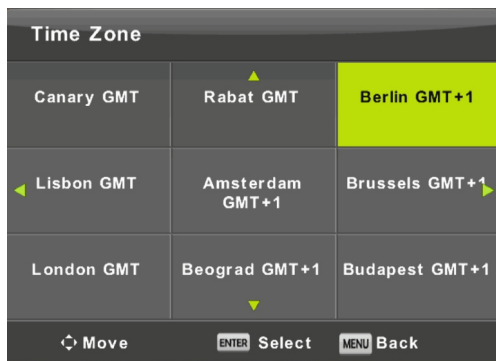 Time Zone
Canary GMT
Rabat GMT
Berlin GMT+1
Lisbon GMT
Amsterdam
GMT+1
Brussels GMT+1
London GMT
Beograd GMT+1
Budapest GMT+1
Move
ENTER Select
MENU Back